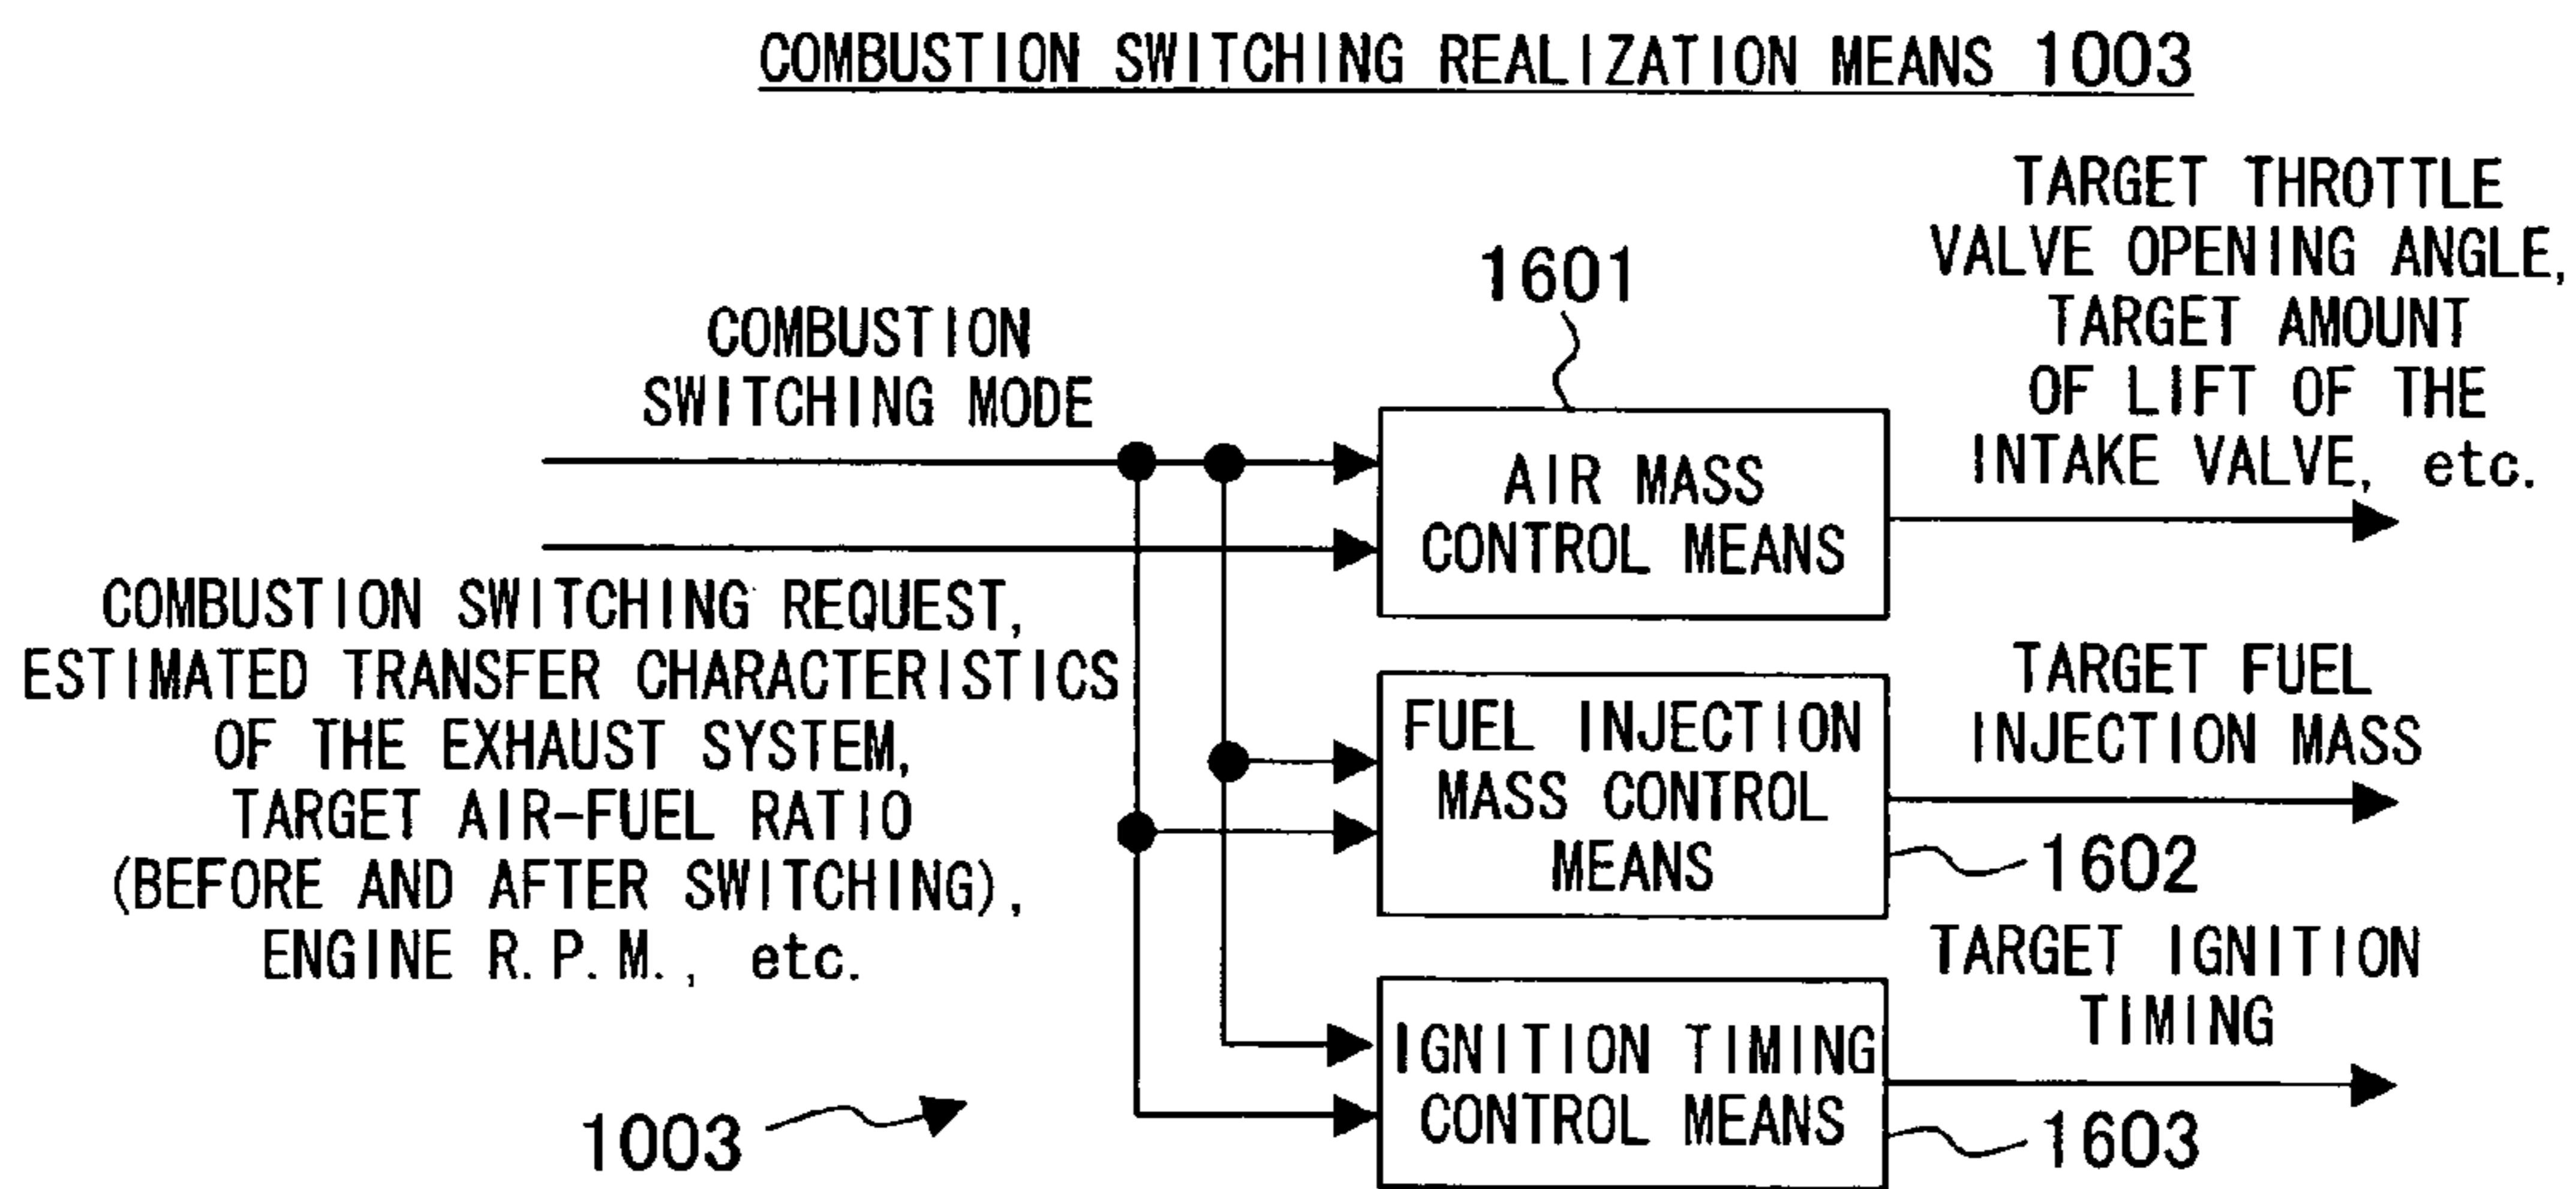 COMBUSTION SWITCHING REALIZATION MEANS 1003
COMBUSTION
SWITCHING MODE
COMBUSTION SWITCHING REQUEST,
ESTIMATED TRANSFER CHARACTERISTICS
OF THE EXHAUST SYSTEM,
TARGET AIR-FUEL RATIO
(BEFORE AND AFTER SWITCHING),
ENGINE R.P.M., etc.
1003
1601
AIR MASS
CONTROL MEANS
TARGET THROTTLE
VALVE OPENING ANGLE,
TARGET AMOUNT
OF LIFT OF THE
INTAKE VALVE, etc.
FUEL INJECTION
MASS CONTROL
MEANS
TARGET FUEL
INJECTION MASS
1602
IGNITION TIMING
CONTROL MEANS
TARGET IGNITION
TIMING
1603